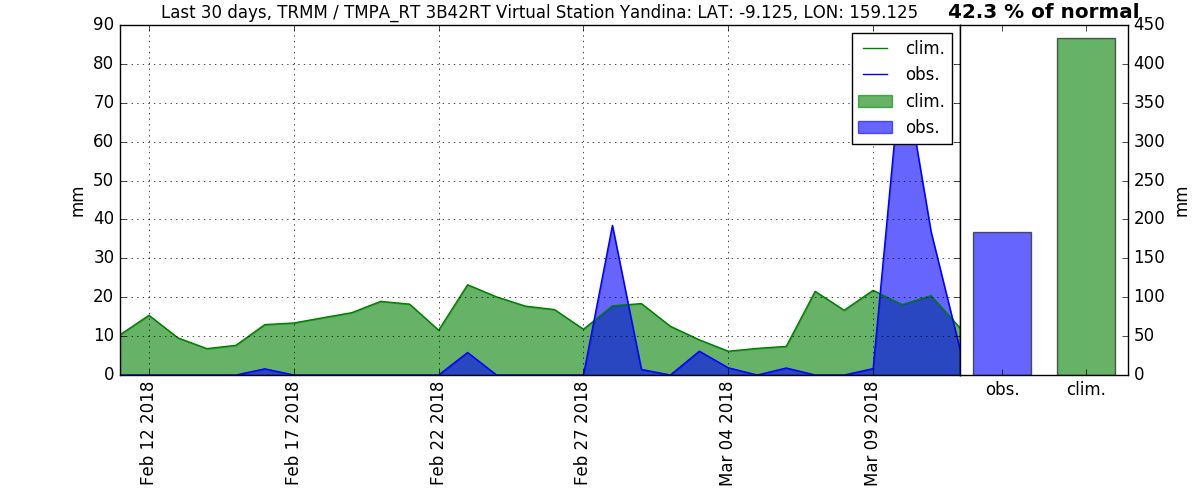 Last 30 days, TRMM / TMPA_RT 3B42RT Virtual Station Yandina: LAT: -9.125, LON: 159.125
42.3 % of normal
90
80
70
60
50
40
30
20
10
0
mm
clim.
obs.
clim.
obs.
450
400
350
300
250
200
150
100
50
0
mm
obs. clim.
Feb 12 2018
Feb 17 2018
Feb 22 2018
Feb 27 2018
Mar 04 2018
Mar 09 2018